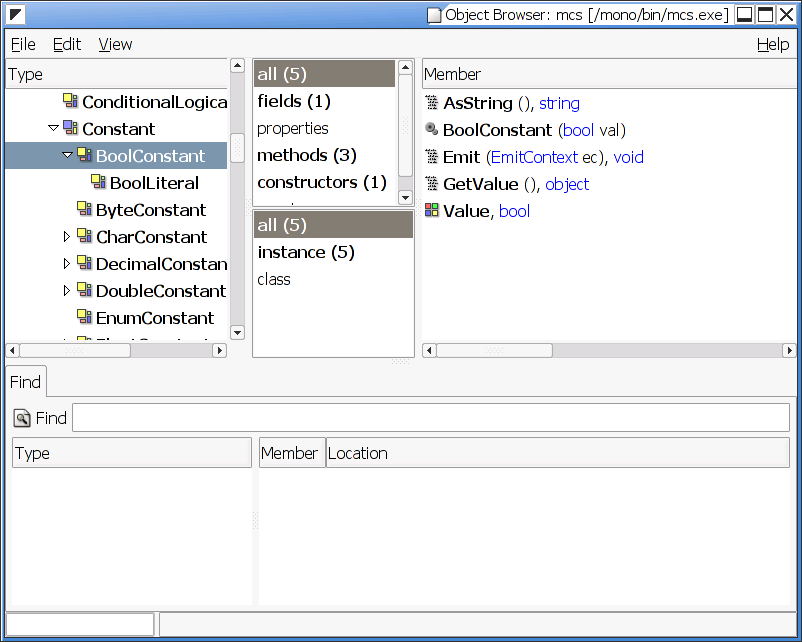 Object Browser: mcs [/mono/bin/mcs.exe]
File Edit View Help
Type
ConditionalLogica
Constant
BoolConstant
BoolLiteral
ByteConstant
CharConstant
DecimalConstan
DoubleConstant
EnumConstant
all (5)
fields (1)
properties
methods (3)
constructors (1)
all (5)
instance (5)
class
Member
AsString (), string
BoolConstant (bool val)
Emit (EmitContext ec), void
GetValue (), object
Value, bool
Find
Find
Type Member Location